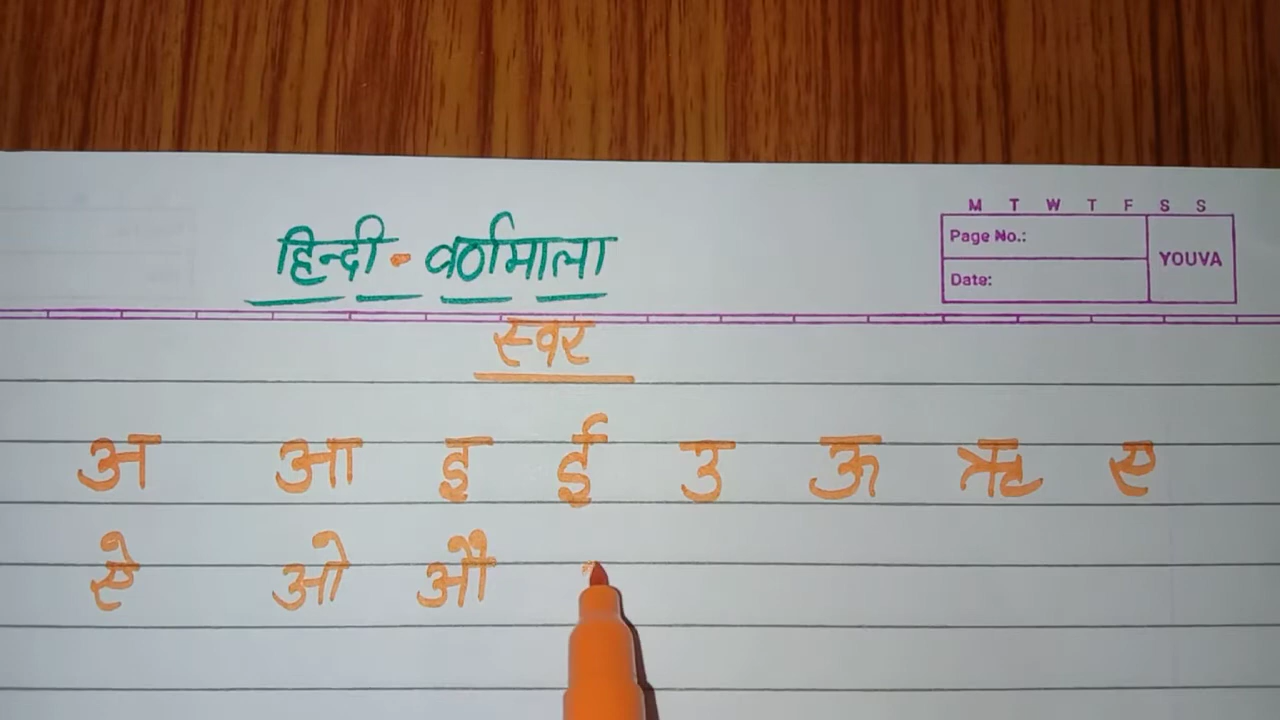 M T W T F S S
हिन्दी - वर्णमाला
Page No.:
YOUVA
Date:
स्वर
अ आ इ ई उ ऊ ऋ ए
ऐ ओ औ